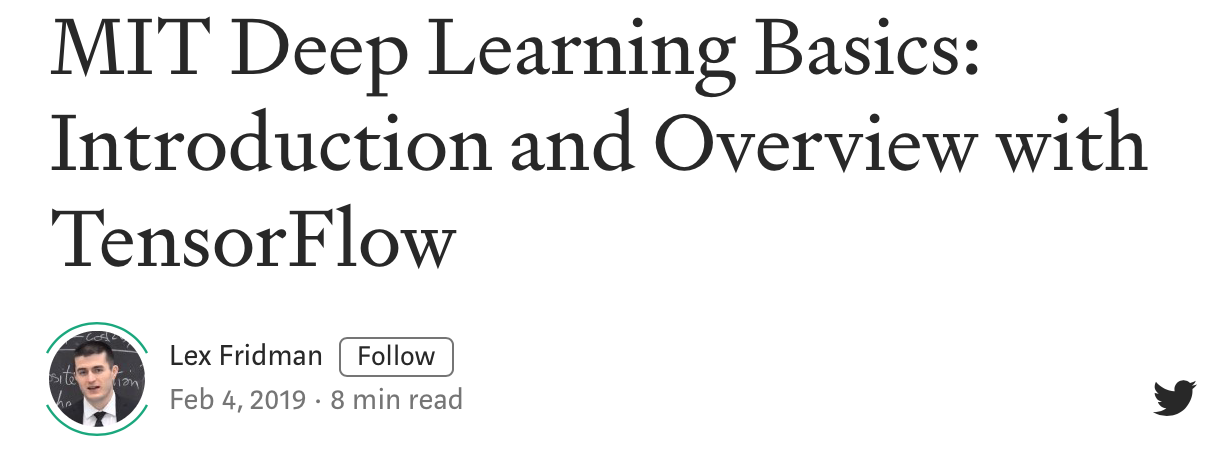 MIT Deep Learning Basics:
Introduction and Overview with
TensorFlow
Lex Fridman Follow
Feb 4, 2019 · 8 min read